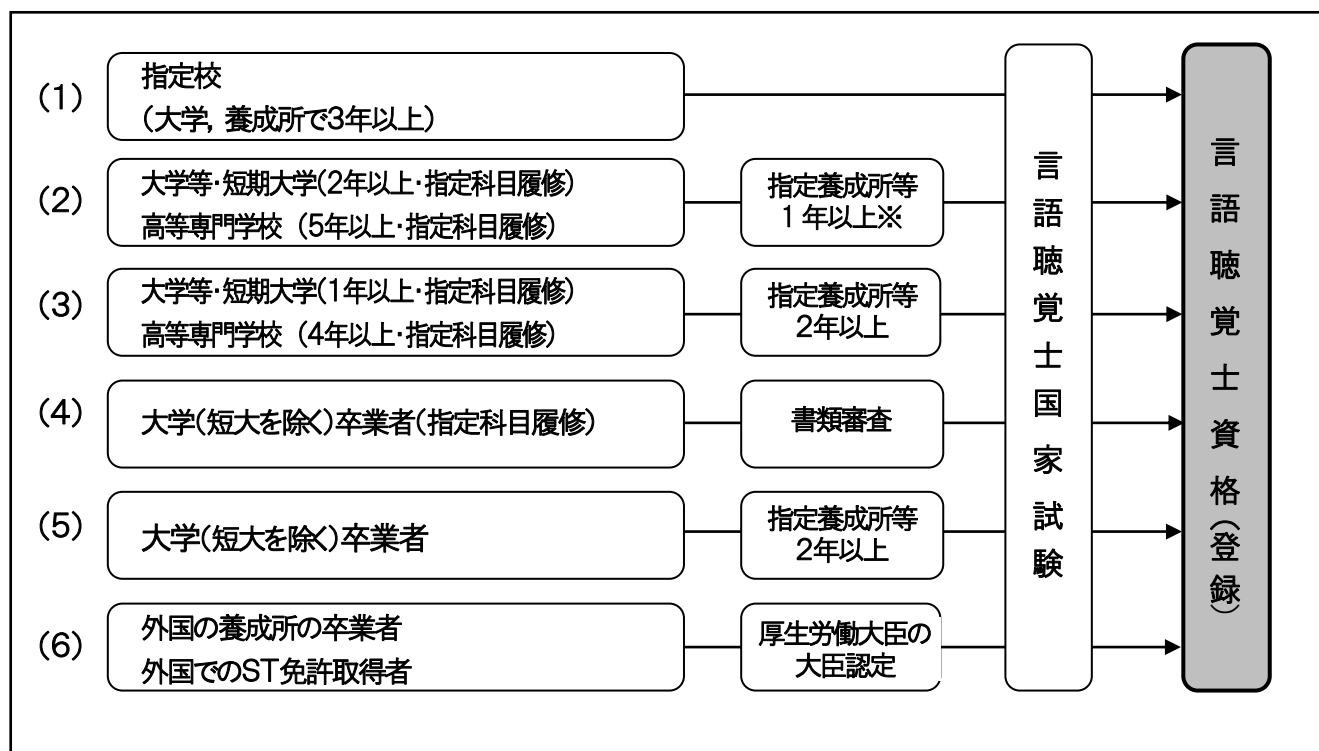 (1)
指定校
(大学, 養成所で3年以上)
(2)
大学等・短期大学(2年以上・指定科目履修)
高等専門学校 (5年以上・指定科目履修)
指定養成所等
1年以上※
(3)
大学等・短期大学(1年以上・指定科目履修)
高等専門学校 (4年以上・指定科目履修)
指定養成所等
2年以上
(4)
大学(短大を除く)卒業者(指定科目履修)
書類審査
(5)
大学(短大を除く)卒業者
指定養成所等
2年以上
(6)
外国の養成所の卒業者
外国でのST免許取得者
厚生労働大臣の
大臣認定
言語聴覚士国家試験
言語聴覚士資格(登録)